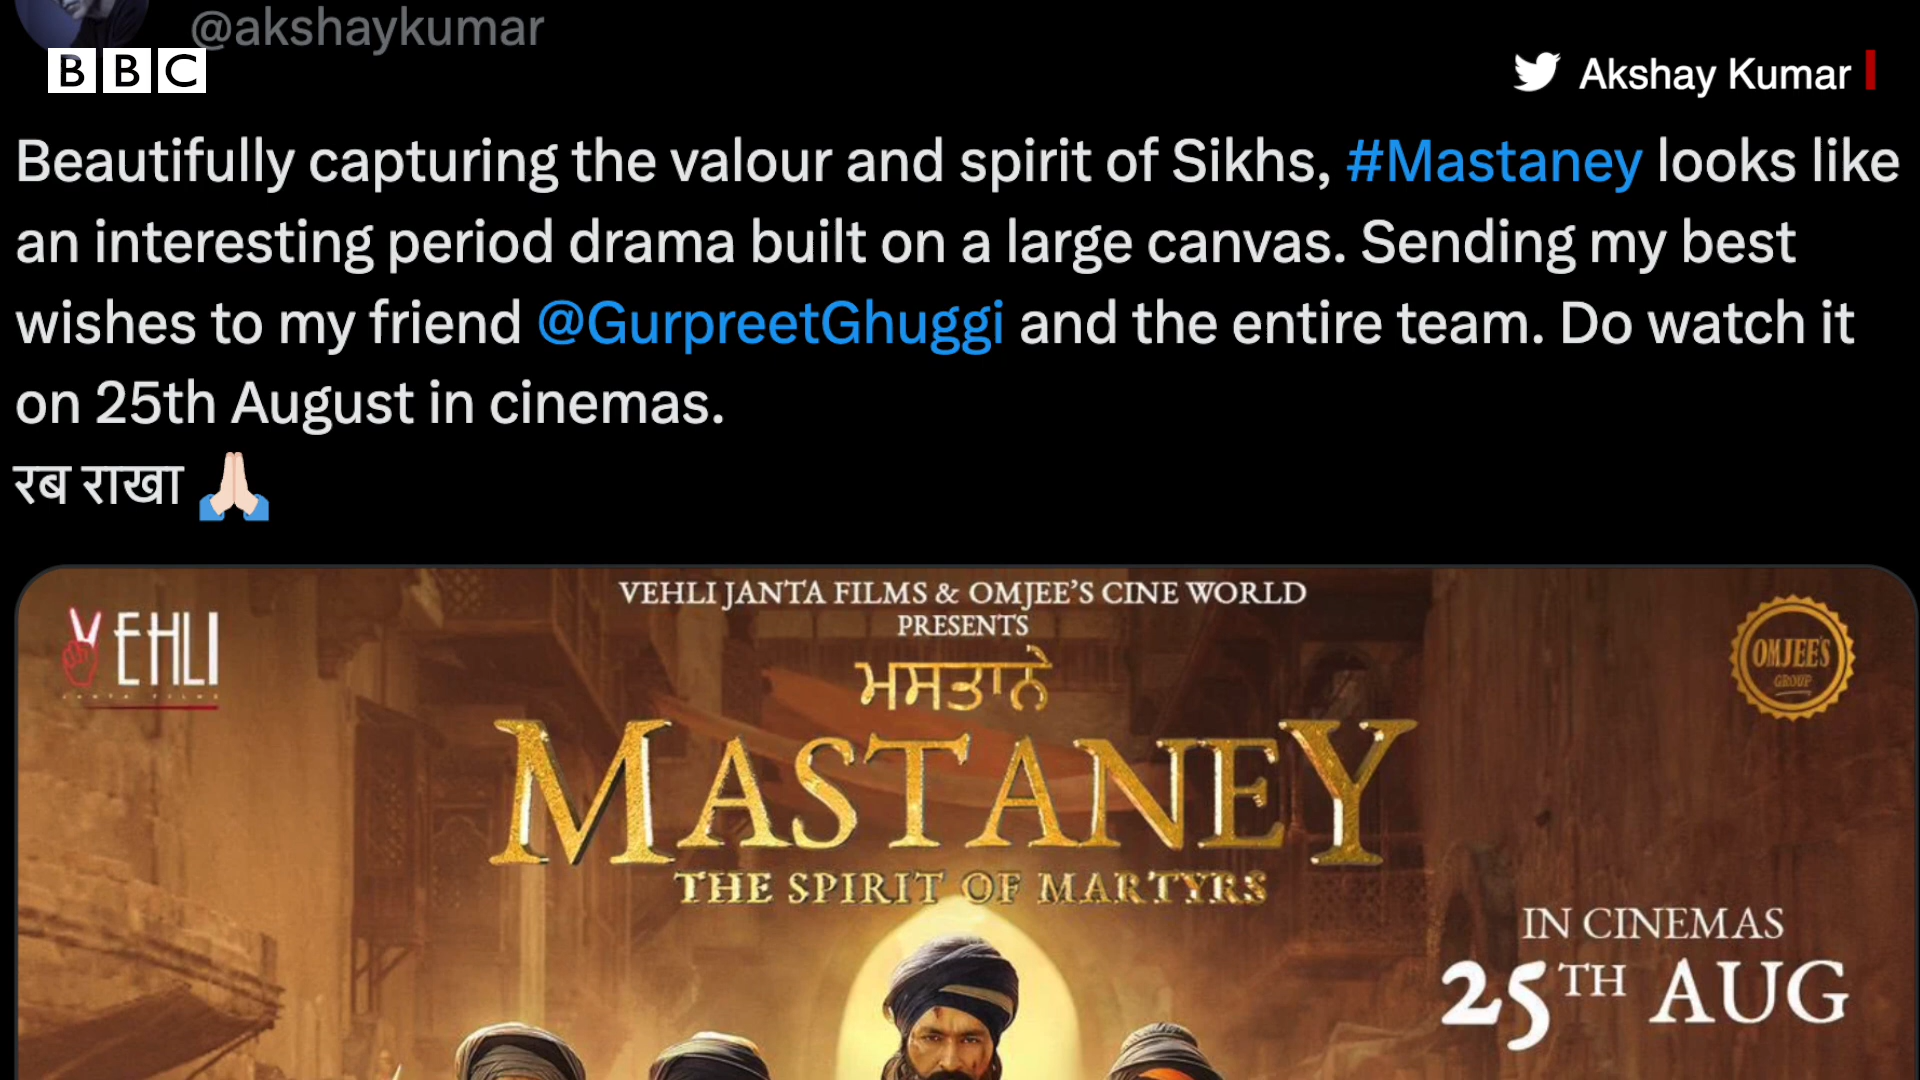 @akshaykumar
BBC
Akshay Kumar
Beautifully capturing the valour and spirit of Sikhs, #Mastaney looks like
an interesting period drama built on a large canvas. Sending my best
wishes to my friend @GurpreetGhuggi and the entire team. Do watch it
on 25th August in cinemas.
रब राखा 🙏🏻
VEHLI JANTA FILMS & OMJEE'S CINE WORLD
PRESENTS
VEHLI
JANTA FILMS
OMJEE'S
GROUP
ਮਸਤਾਨੇ
MASTANEY
THE SPIRIT OF MARTYRS
IN CINEMAS
25TH AUG